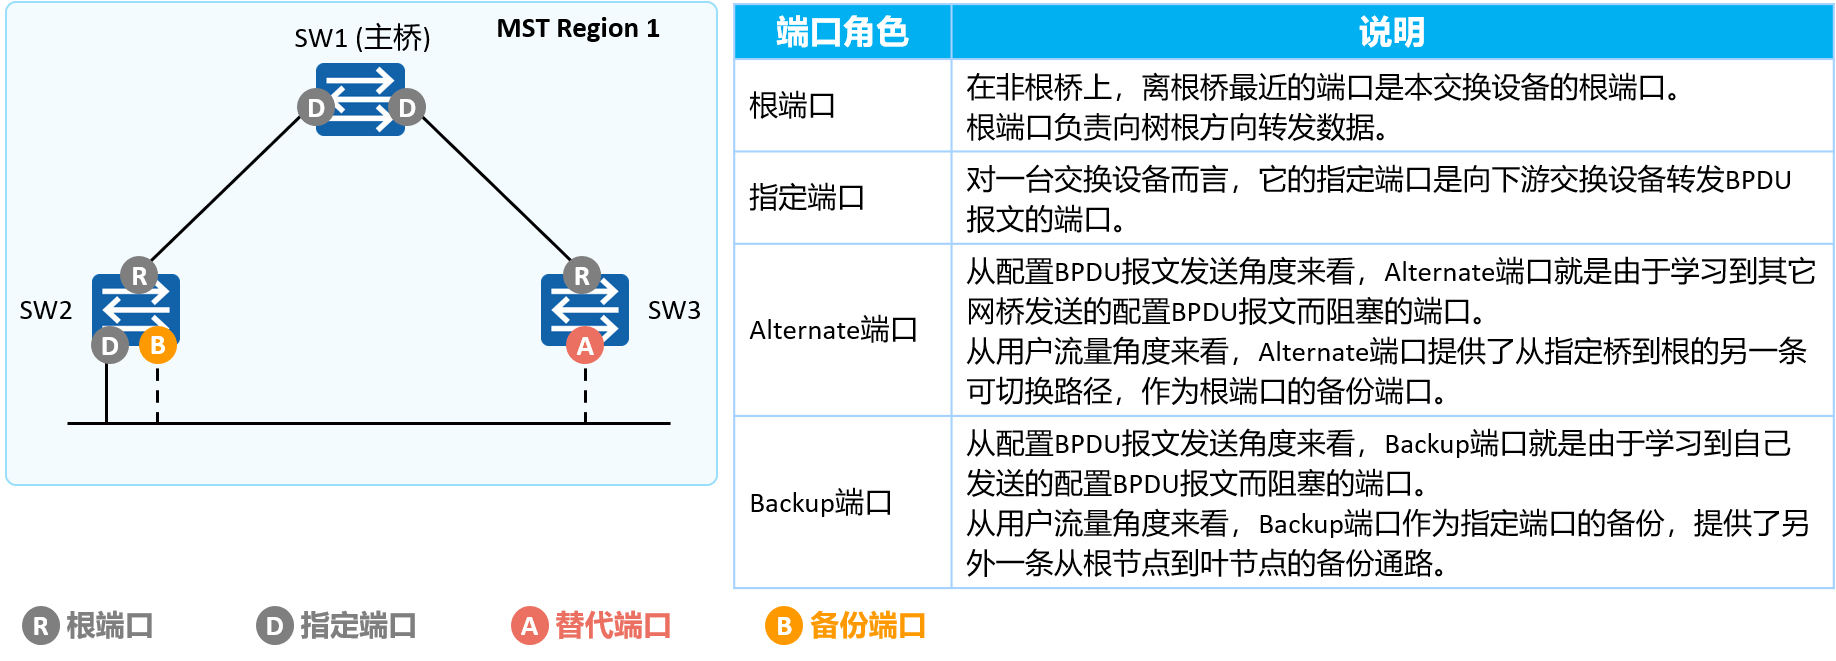 MST Region 1
SW1 (主桥)
D
D
R
R
SW2
SW3
D
B
A
端口角色
说明
根端口
在非根桥上，离根桥最近的端口是本交换设备的根端口。
根端口负责向树根方向转发数据。
指定端口
对一台交换设备而言，它的指定端口是向下游交换设备转发BPDU
报文的端口。
Alternate端口
从配置BPDU报文发送角度来看，Alternate端口就是由于学习到其它
网桥发送的配置BPDU报文而阻塞的端口。
从用户流量角度来看，Alternate端口提供了从指定桥到根的另一条
可切换路径，作为根端口的备份端口。
Backup端口
从配置BPDU报文发送角度来看，Backup端口就是由于学习到自己
发送的配置BPDU报文而阻塞的端口。
从用户流量角度来看，Backup端口作为指定端口的备份，提供了另
外一条从根节点到叶节点的备份通路。
R 根端口
D 指定端口
A 替代端口
B 备份端口